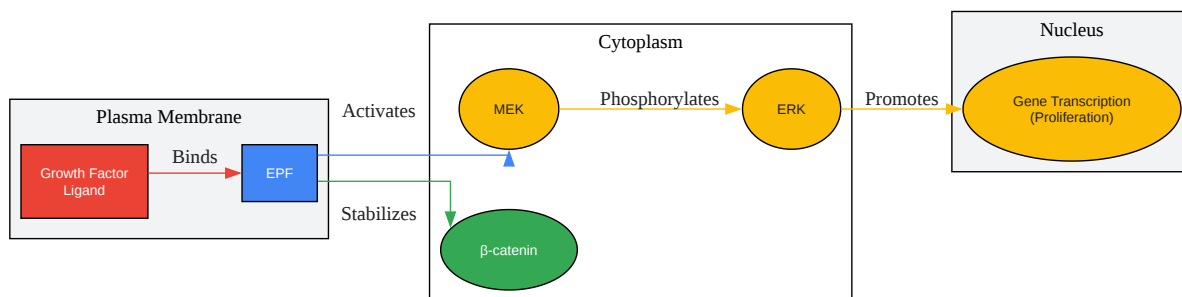 Nucleus
Cytoplasm
Gene Transcription
(Proliferation)
MEK
Phosphorylates
ERK
Promotes
Activates
Plasma Membrane
Binds
Growth Factor
Ligand
EPF
Stabilizes
β-catenin